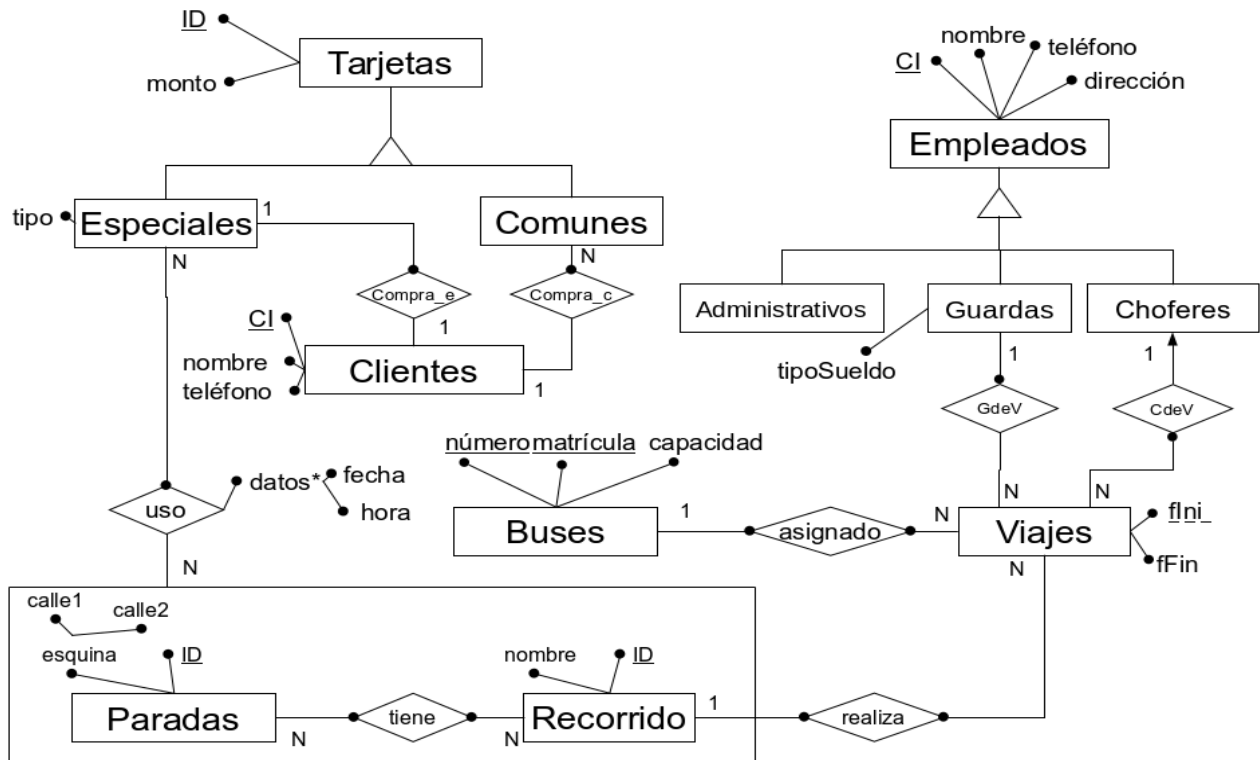 ID
Tarjetas
monto
nombre
teléfono
CI
dirección
Empleados
tipo
Especiales
1
N
Comunes
N
Compra_e
1
Compra_c
1
CI
nombre
teléfono
Clientes
Administrativos
Guardas
1
tipoSueldo
Choferes
1
GdeV
N
CdeV
N
número
matrícula
capacidad
Buses
1
asignado
N
Viajes
N
fIni
fFin
uso
datos*
fecha
hora
N
calle1
calle2
esquina
ID
Paradas
N
tiene
N
nombre
ID
Recorrido
1
realiza